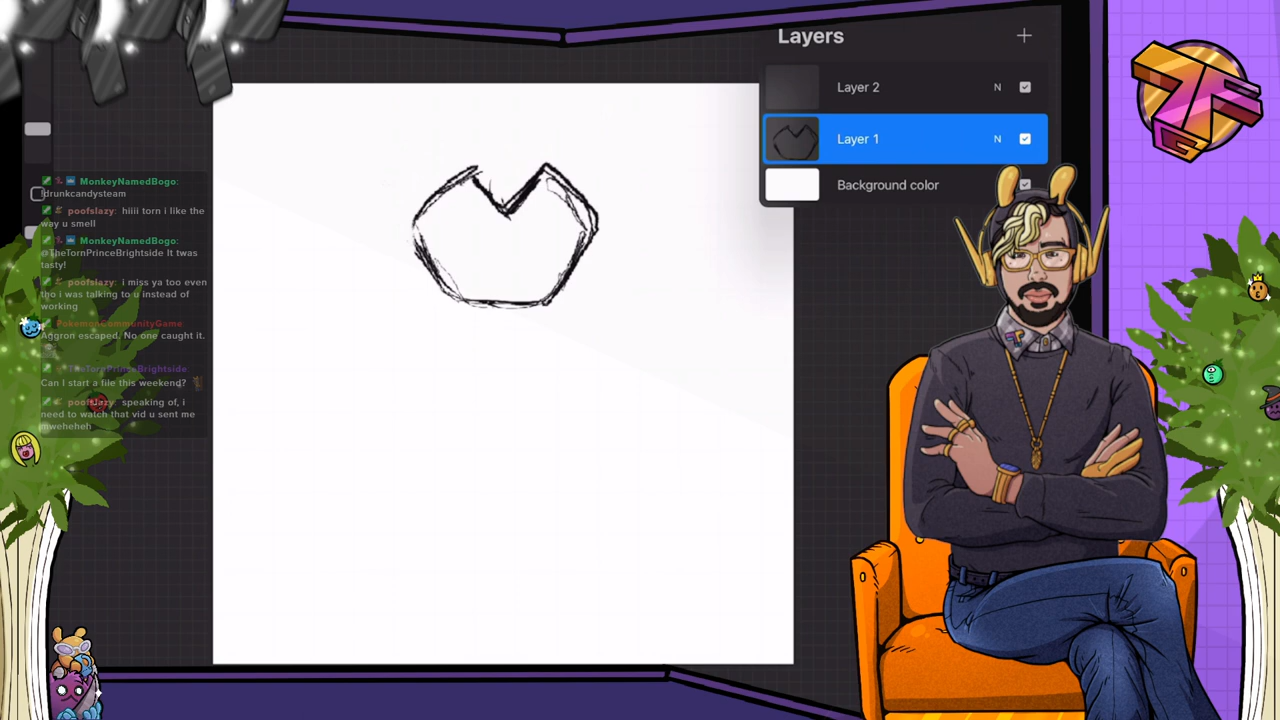 Layers
Layer 2 N
Layer 1 N
Background color
MonkeyNamedBogo:
!drunkcandysteam
poofslazy: hiiii torn i like the
way u smell
MonkeyNamedBogo:
@TheTornPrinceBrightside It twas
tasty!
poofslazy: i miss ya too even
tho i was talking to u instead of
working
PokemonCommunityGame:
Aggron escaped. No one caught it.
TheTornPrinceBrightside
Can I start a file this weekend?
poofslazy: speaking of, i
need to watch that vid u sent me
mweheheh